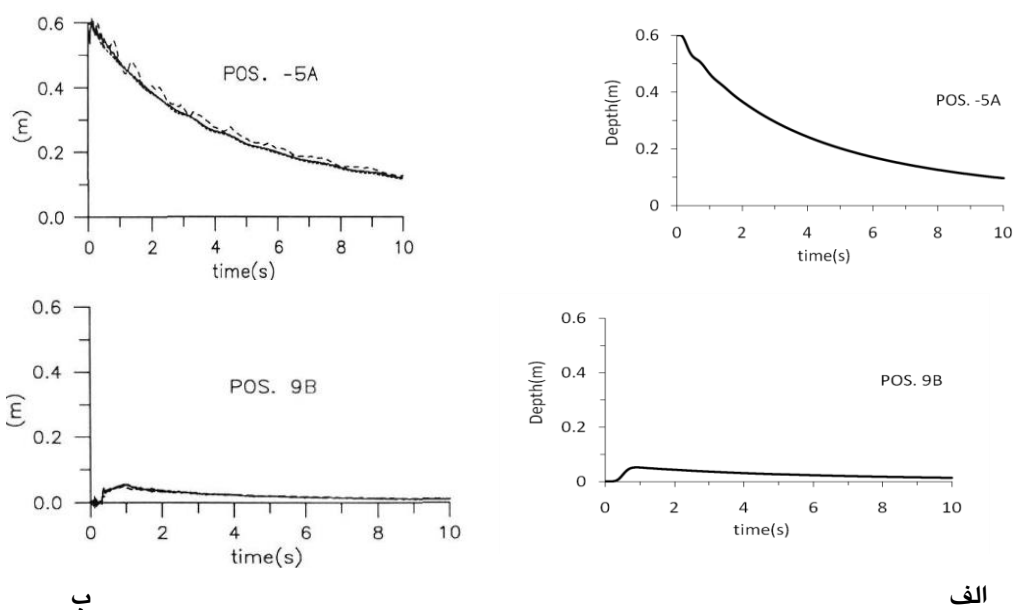 0.6
0.4
0.2
0.0
(m)
POS. -5A
0 2 4 6 8 10
time(s)
0.6
0.4
0.2
0
Depth(m)
POS. -5A
0 2 4 6 8 10
time(s)
0.6
0.4
0.2
0.0
(m)
POS. 9B
0 2 4 6 8 10
time(s)
0.6
0.4
0.2
0
Depth(m)
POS. 9B
0 2 4 6 8 10
time(s)
الف
ب